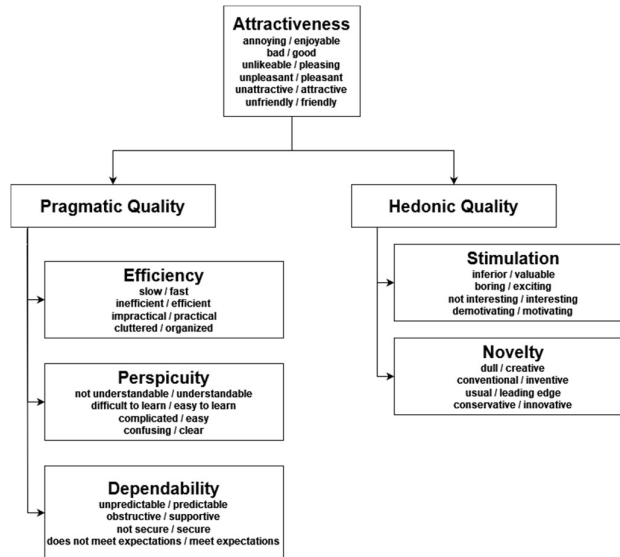 Attractiveness
annoying / enjoyable
bad / good
unlikeable / pleasing
unpleasant / pleasant
unattractive / attractive
unfriendly / friendly
Pragmatic Quality
Hedonic Quality
Efficiency
slow / fast
inefficient / efficient
impractical / practical
cluttered / organized
Perspicuity
not understandable / understandable
difficult to learn / easy to learn
complicated / easy
confusing / clear
Dependability
unpredictable / predictable
obstructive / supportive
not secure / secure
does not meet expectations / meet expectations
Stimulation
inferior / valuable
boring / exciting
not interesting / interesting
demotivating / motivating
Novelty
dull / creative
conventional / inventive
usual / leading edge
conservative / innovative